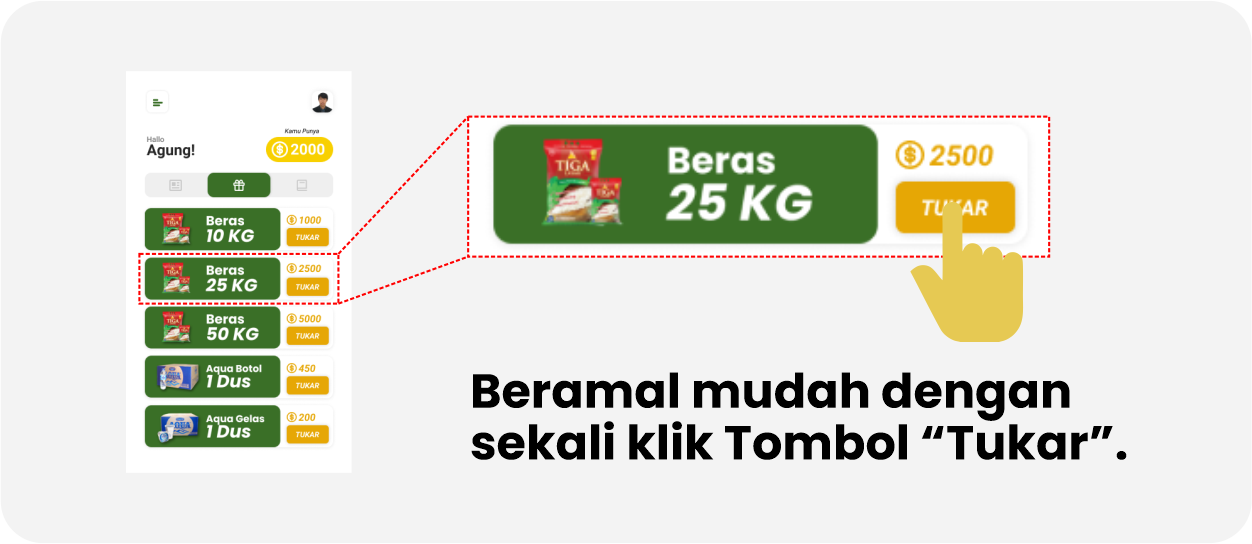 Hallo
Agung!
Kamu Punya
2000
Beras
10 KG
1000
TUKAR
Beras
25 KG
2500
TUKAR
Beras
50 KG
5000
TUKAR
Aqua Botol
1 Dus
450
TUKAR
Aqua Gelas
1 Dus
200
TUKAR
TIGA
Beras
25 KG
2500
TUKAR
Beramal mudah dengan
sekali klik Tombol “Tukar”.